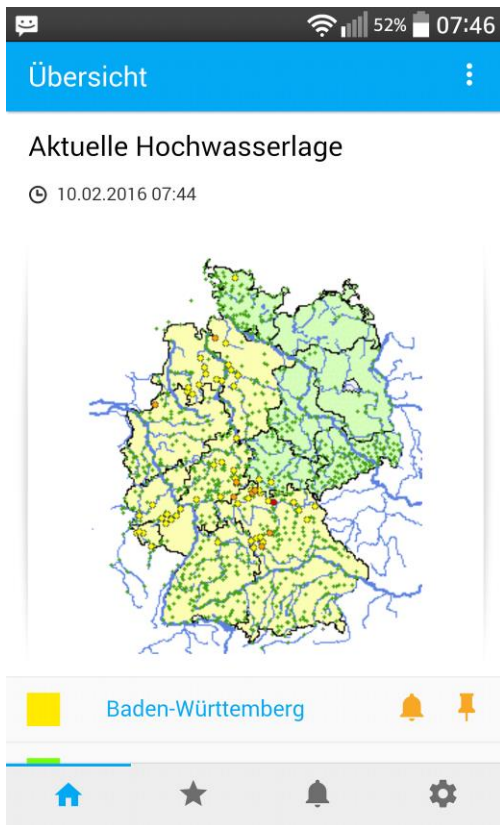 52% 07:46
Übersicht
Aktuelle Hochwasserlage
10.02.2016 07:44
Baden-Württemberg